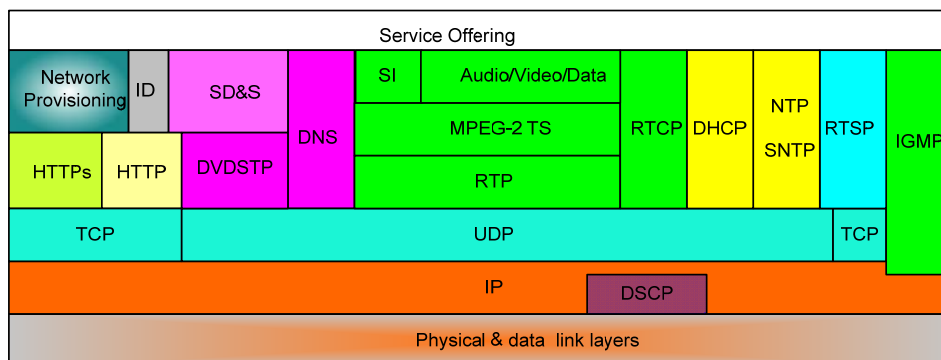 Service Offering
Network
Provisioning
ID
SD&S
DNS
SI
Audio/Video/Data
MPEG-2 TS
RTP
RTCP
DHCP
NTP
SNTP
RTSP
IGMP
HTTPs
HTTP
DVDSTP
TCP
UDP
TCP
IP
DSCP
Physical & data link layers